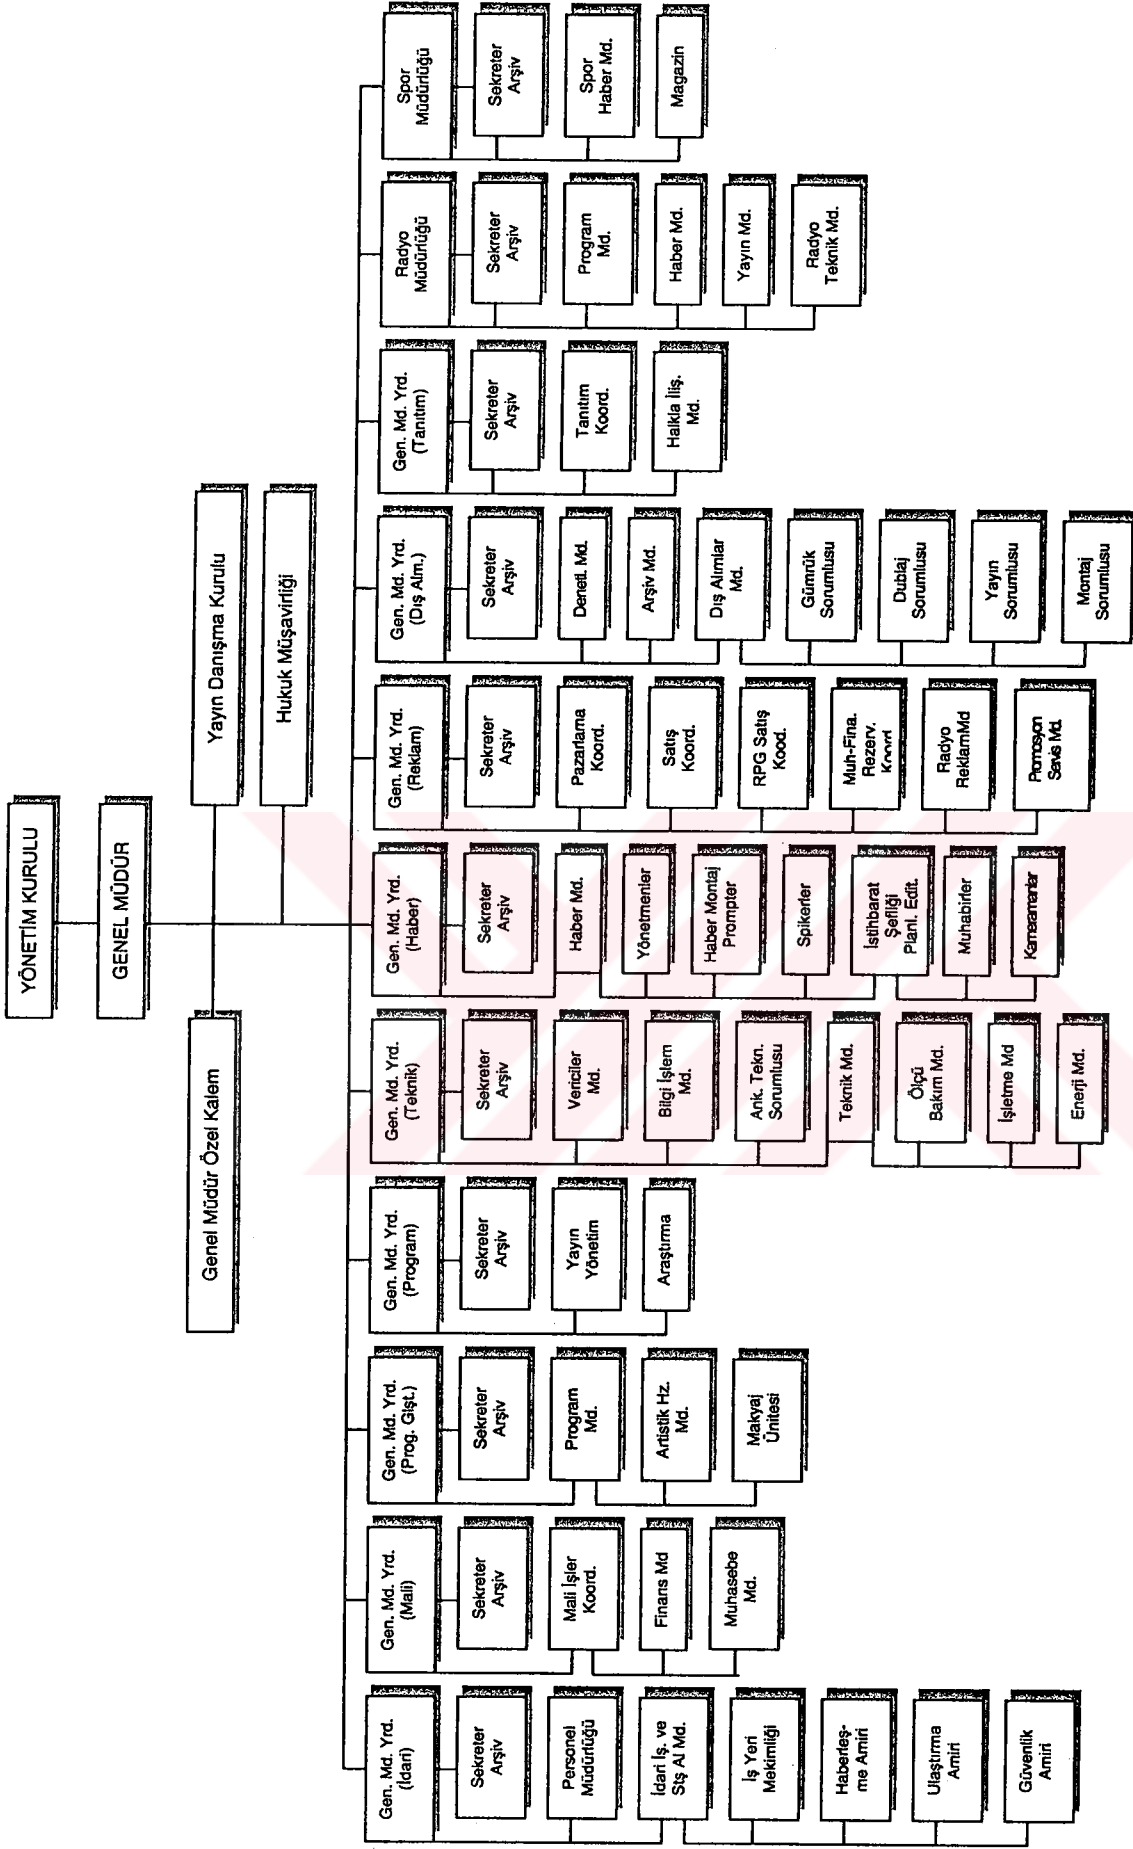 YÖNETİM KURULU
GENEL MÜDÜR
Genel Müdür Özel Kalem
Yayın Danışma Kurulu
Hukuk Müşavirliği
Gen. Md. Yrd.
(İdari)
Sekreter
Arşiv
Personel
Müdürlüğü
İdari İş. ve
Stş Al Md.
İş Yeri
Mekimliği
Haberleş-
me Amiri
Ulaştırma
Amiri
Güvenlik
Amiri
Gen. Md. Yrd.
(Mali)
Sekreter
Arşiv
Mali İşler
Koord.
Finans Md
Muhasebe
Md.
Gen. Md. Yrd.
(Prog. Gişt.)
Sekreter
Arşiv
Program
Md.
Artistik Hz.
Md.
Makyaj
Ünitesi
Gen. Md. Yrd.
(Program)
Sekreter
Arşiv
Yayın
Yönetim
Araştırma
Gen. Md. Yrd.
(Teknik)
Sekreter
Arşiv
Vericiler
Md.
Bilgi İşlem
Md.
Ank. Tekn.
Sorumlusu
Teknik Md.
Ölçü
Bakım Md.
İşletme Md
Enerji Md.
Gen. Md. Yrd.
(Haber)
Sekreter
Arşiv
Haber Md.
Yönetmenler
Haber Montaj
Prompter
Spikerler
İstihbarat
Şefliği
Planl. Edit.
Muhabirler
Kameramanlar
Gen. Md. Yrd.
(Reklam)
Sekreter
Arşiv
Pazarlama
Koord.
Satış
Koord.
RPG Satış
Kood.
Muh-Fina.
Rezerv.
Koord
Radyo
ReklamMd
Promosyon
Servis Md.
Gen. Md. Yrd.
(Dış Alm.)
Sekreter
Arşiv
Denetl. Md.
Arşiv Md.
Dış Alımlar
Md.
Gümrük
Sorumlusu
Dublaj
Sorumlusu
Yayın
Sorumlusu
Montaj
Sorumlusu
Gen. Md. Yrd.
(Tanıtım)
Sekreter
Arşiv
Tanıtım
Koord.
Halkla İliş.
Md.
Radyo
Müdürlüğü
Sekreter
Arşiv
Program
Md.
Haber Md.
Yayın Md.
Radyo
Teknik Md.
Spor
Müdürlüğü
Sekreter
Arşiv
Spor
Haber Md.
Magazin